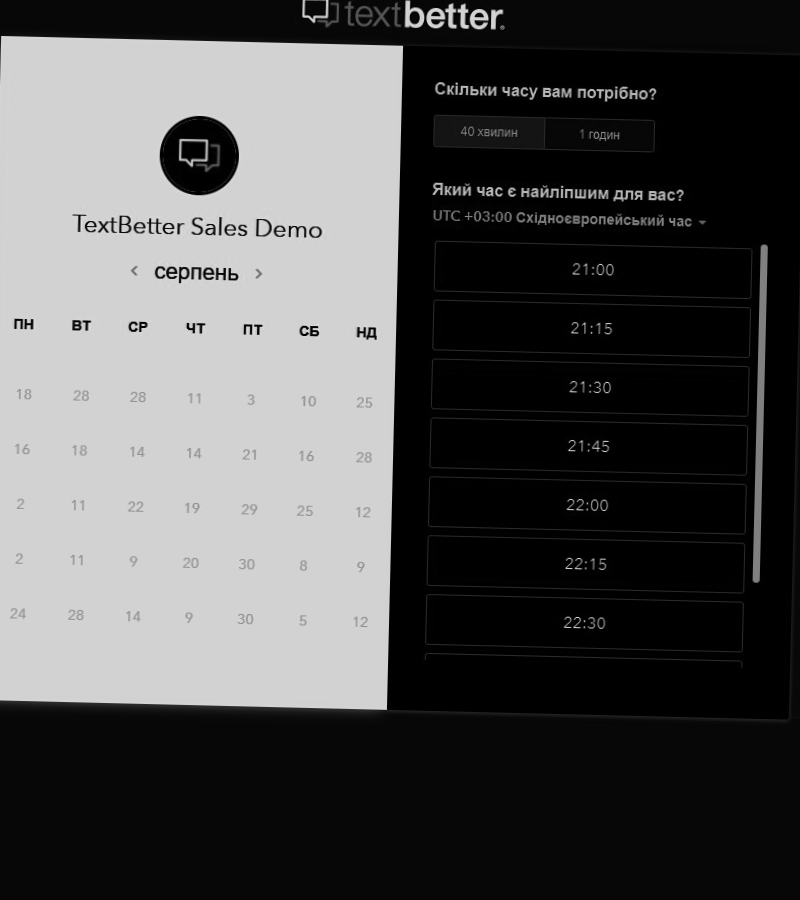 textbetter®
TextBetter Sales Demo
серпень
ПН ВТ СР ЧТ ПТ СБ НД
18 28 28 11 3 10 25
16 18 14 14 21 16 28
2 11 22 19 29 25 12
2 11 9 20 30 8 9
24 28 14 9 30 5 12
Скільки часу вам потрібно?
40 хвилин 1 годин
Який час є найліпшим для вас?
UTC +03:00 Східноєвропейський час
21:00
21:15
21:30
21:45
22:00
22:15
22:30